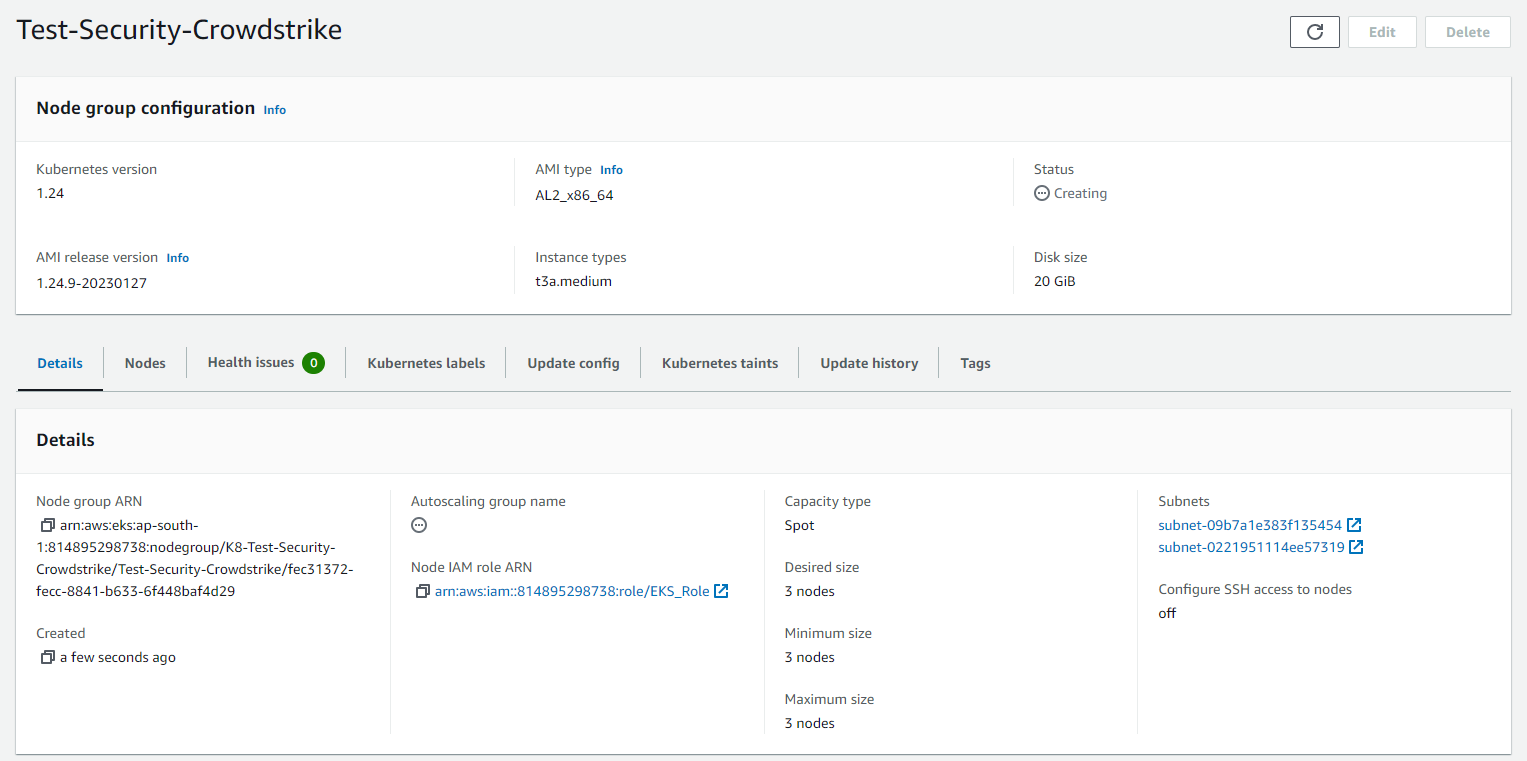 Test-Security-Crowdstrike
Edit
Delete
Node group configuration Info
Kubernetes version
1.24
AMI type Info
AL2_x86_64
Status
Creating
AMI release version Info
1.24.9-20230127
Instance types
t3a.medium
Disk size
20 GiB
Details
Nodes
Health issues 0
Kubernetes labels
Update config
Kubernetes taints
Update history
Tags
Details
Node group ARN
arn:aws:eks:ap-south-
1:814895298738:nodegroup/K8-Test-Security-
Crowdstrike/Test-Security-Crowdstrike/fec31372-
fecc-8841-b633-6f448baf4d29
Created
a few seconds ago
Autoscaling group name
Node IAM role ARN
arn:aws:iam::814895298738:role/EKS_Role
Capacity type
Spot
Desired size
3 nodes
Minimum size
3 nodes
Maximum size
3 nodes
Subnets
subnet-09b7a1e383f135454
subnet-0221951114ee57319
Configure SSH access to nodes
off